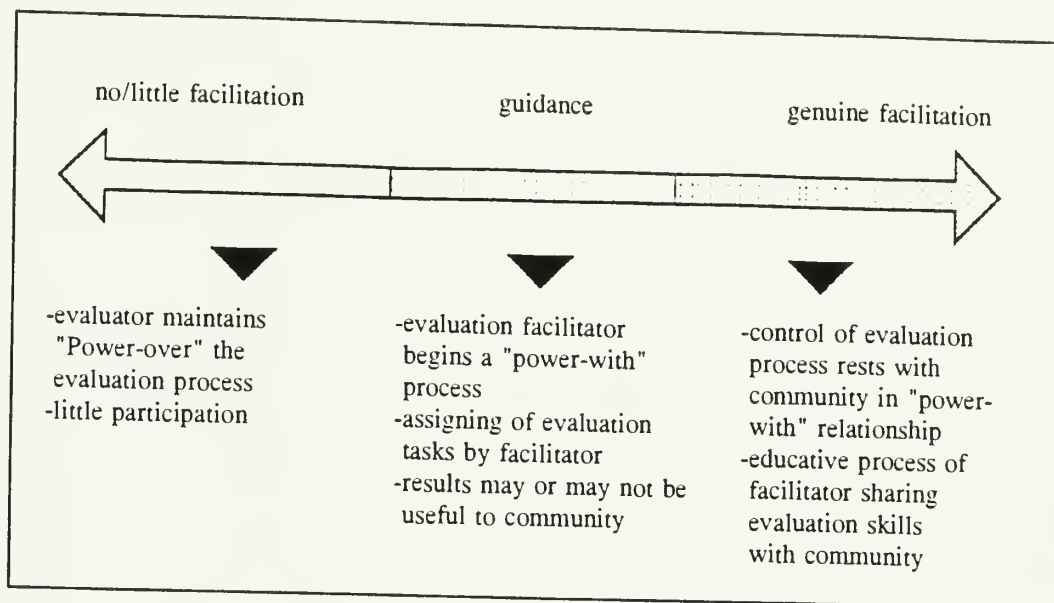 no/little facilitation
guidance
genuine facilitation
-evaluator maintains
"Power-over" the
evaluation process
-little participation
-evaluation facilitator
begins a "power-with"
process
-assigning of evaluation
tasks by facilitator
-results may or may not be
useful to community
-control of evaluation
process rests with
community in "power-
with" relationship
-educative process of
facilitator sharing
evaluation skills
with community